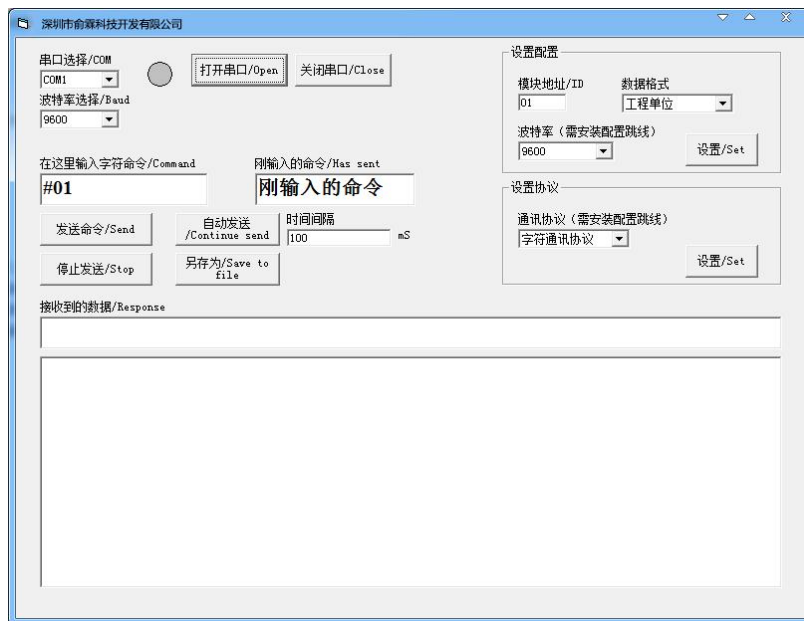 深圳市俞霖科技开发有限公司
串口选择/COM
COM1
打开串口/Open
关闭串口/Close
波特率选择/Baud
9600
在这里输入字符命令/Command
#01
刚输入的命令/Has sent
刚输入的命令
发送命令/Send
自动发送
/Continue send
时间间隔
100
mS
停止发送/Stop
另存为/Save to
file
接收到的数据/Response
设置配置
模块地址/ID
01
数据格式
工程单位
波特率（需安装配置跳线）
9600
设置/Set
设置协议
通讯协议（需安装配置跳线）
字符通讯协议
设置/Set